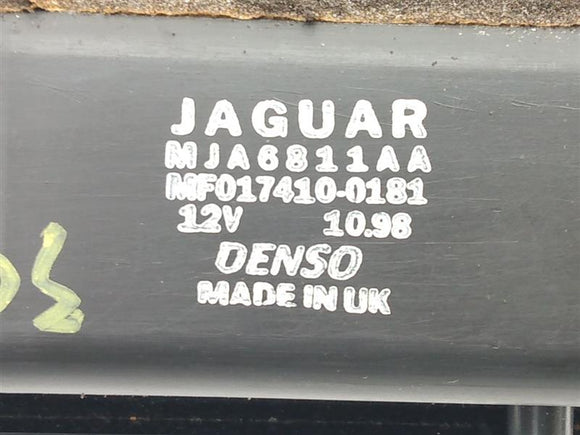 JAGUAR
MJA6811AA
MF017410-0181
12V 10.98
DENSO
MADE IN UK